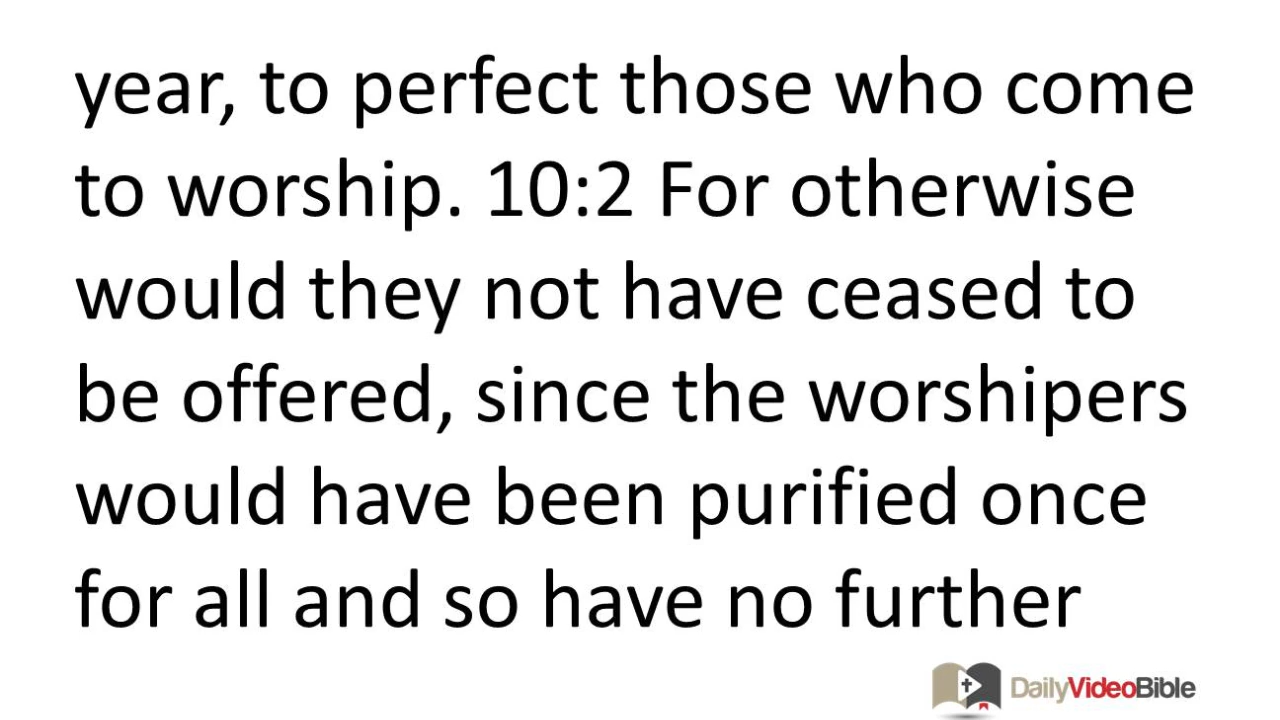 year, to perfect those who come
to worship. 10:2 For otherwise
would they not have ceased to
be offered, since the worshipers
would have been purified once
for all and so have no further
DailyVideoBible